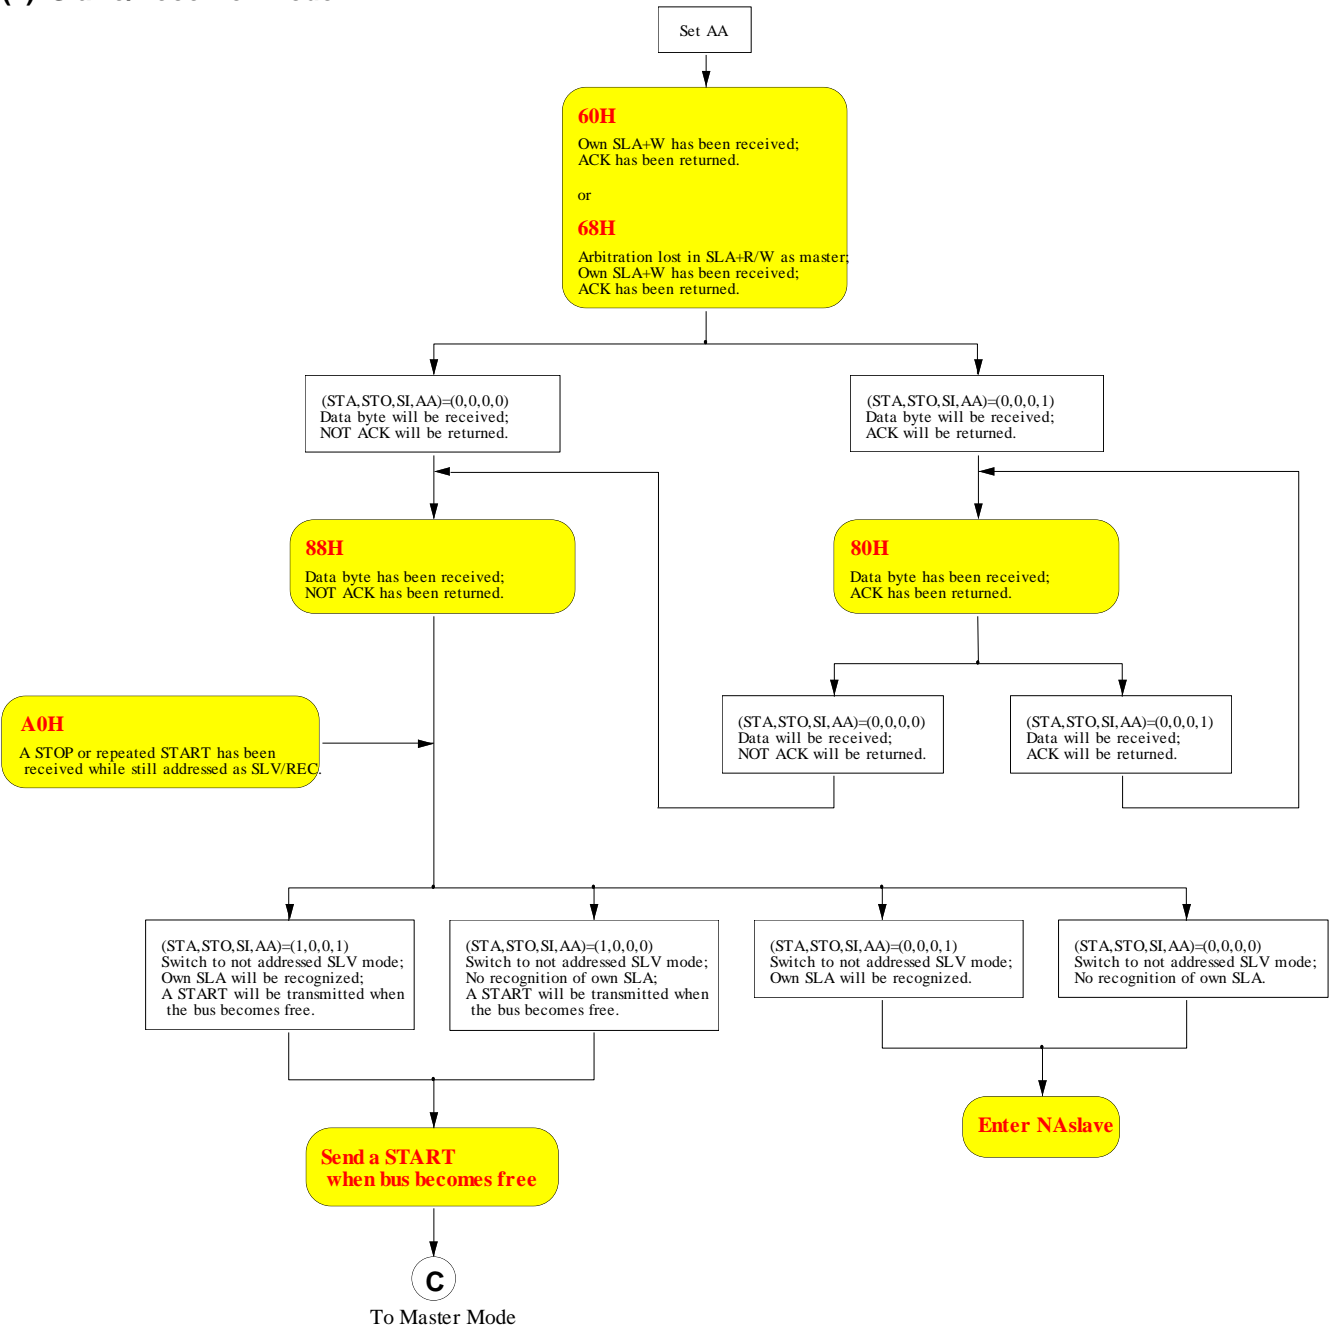 Set AA
60H
Own SLA+W has been received;
ACK has been returned.
or
68H
Arbitration lost in SLA+R/W as master;
Own SLA+W has been received;
ACK has been returned.
(STA,STO,SI,AA)=(0,0,0,0)
Data byte will be received;
NOT ACK will be returned.
(STA,STO,SI,AA)=(0,0,0,1)
Data byte will be received;
ACK will be returned.
88H
Data byte has been received;
NOT ACK has been returned.
80H
Data byte has been received;
ACK has been returned.
A0H
A STOP or repeated START has been
received while still addressed as SLV/REC.
(STA,STO,SI,AA)=(0,0,0,0)
Data will be received;
NOT ACK will be returned.
(STA,STO,SI,AA)=(0,0,0,1)
Data will be received;
ACK will be returned.
(STA,STO,SI,AA)=(1,0,0,1)
Switch to not addressed SLV mode;
Own SLA will be recognized;
A START will be transmitted when
the bus becomes free.
(STA,STO,SI,AA)=(1,0,0,0)
Switch to not addressed SLV mode;
No recognition of own SLA;
A START will be transmitted when
the bus becomes free.
(STA,STO,SI,AA)=(0,0,0,1)
Switch to not addressed SLV mode;
Own SLA will be recognized.
(STA,STO,SI,AA)=(0,0,0,0)
Switch to not addressed SLV mode;
No recognition of own SLA.
Send a START
when bus becomes free
Enter NAslave
C
To Master Mode